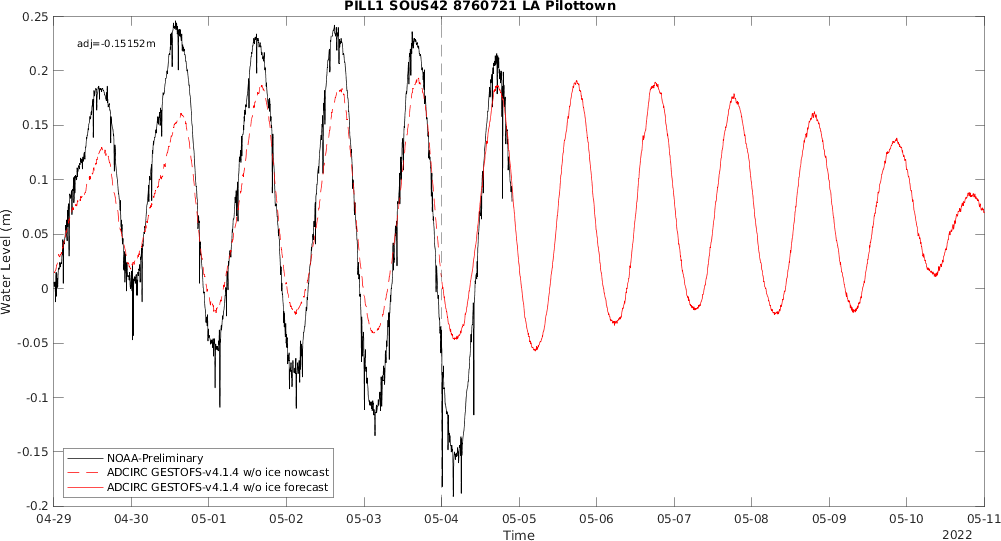 PILL1 SOUS42 8760721 LA Pilottown
adj=-0.15152m
0.25
0.2
0.15
0.1
0.05
0
-0.05
-0.1
-0.15
-0.2
Water Level (m)
NOAA-Preliminary
ADCIRC GESTOFS-v4.1.4 w/o ice nowcast
ADCIRC GESTOFS-v4.1.4 w/o ice forecast
04-29 04-30 05-01 05-02 05-03 05-04 05-05 05-06 05-07 05-08 05-09 05-10 05-11
Time
2022